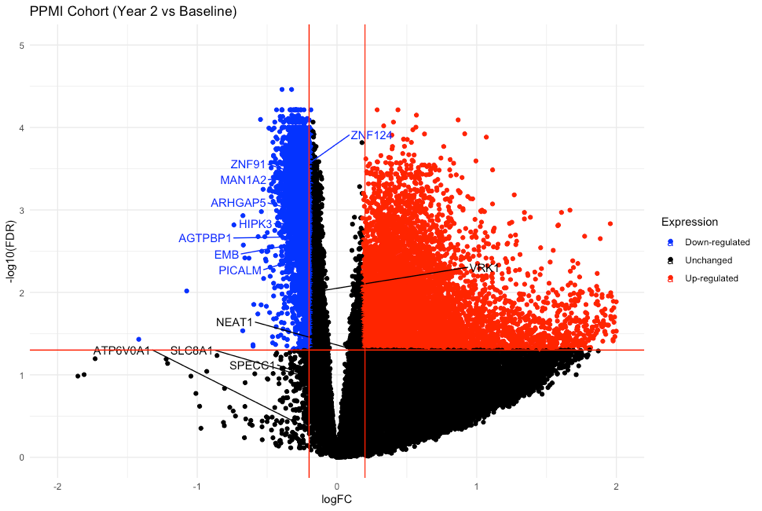 PPMI Cohort (Year 2 vs Baseline)
5
4
3
2
1
0
-log10(FDR)
ZNF124
ZNF91
MAN1A2
ARHGAP5
HIPK3
AGTPBP1
EMB
PICALM
VRK1
NEAT1
ATP6V0A1
SLC8A1
SPECC1
-2
-1
0
1
2
logFC
Expression
Down-regulated
Unchanged
Up-regulated